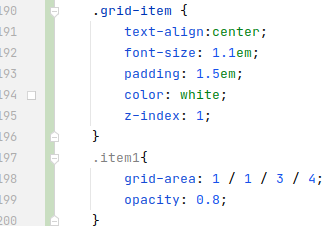 190 .grid-item {
191 text-align:center;
192 font-size: 1.1em;
193 padding: 1.5em;
194 color: white;
195 z-index: 1;
196 }
197 .item1{
198 grid-area: 1 / 1 / 3 / 4;
199 opacity: 0.8;
200 }